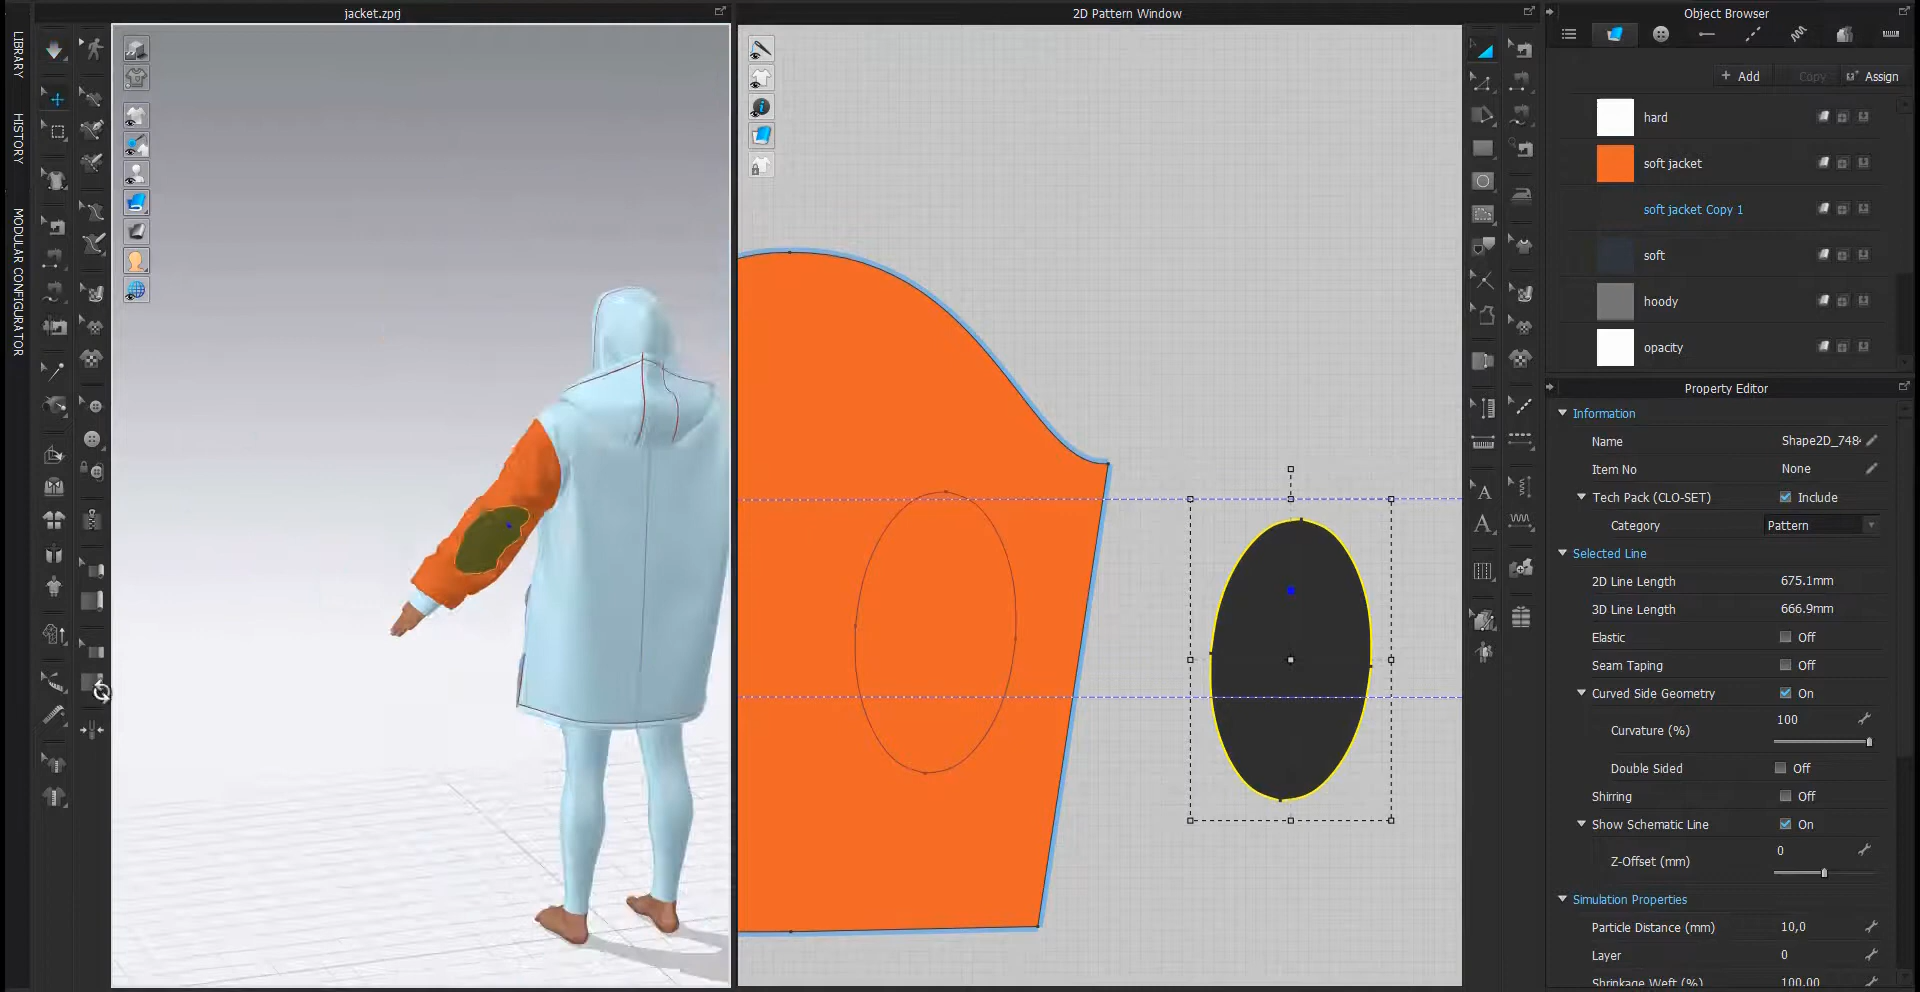 jacket.zprj
2D Pattern Window
Object Browser
LIBRARY
HISTORY
MODULAR CONFIGURATOR
+ Add
Copy
Assign
hard
soft jacket
soft jacket Copy 1
soft
hoody
opacity
Property Editor
Information
Name Shape2D_748
Item No None
Tech Pack (CLO-SET) Include
Category Pattern
Selected Line
2D Line Length 675.1mm
3D Line Length 666.9mm
Elastic Off
Seam Taping Off
Curved Side Geometry On
Curvature (%) 100
Double Sided Off
Shirring Off
Show Schematic Line On
Z-Offset (mm) 0
Simulation Properties
Particle Distance (mm) 10,0
Layer 0
Shrinkage Weft (%) 100,00